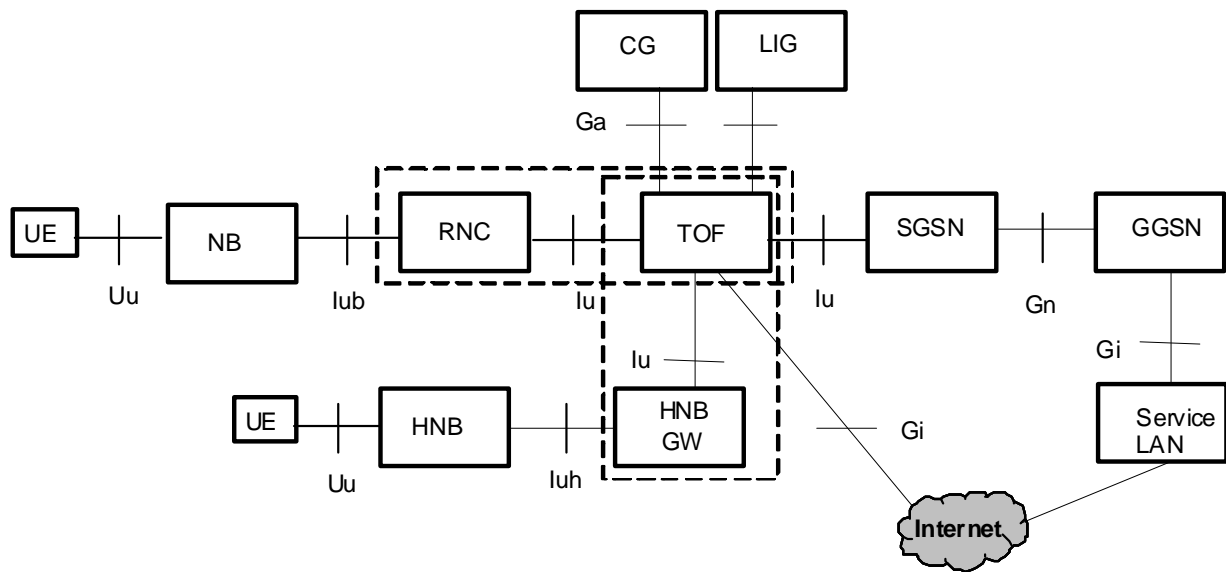 CG
LIG
Ga
UE
NB
RNC
TOF
SGSN
GGSN
Uu
Iub
Iu
Iu
Gn
Gi
Iu
UE
HNB
HNB
GW
Gi
Service
LAN
Uu
Iuh
Internet